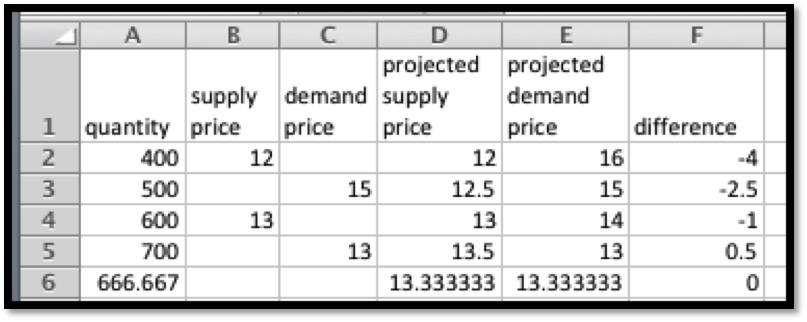 A B C D E F
1 quantity supply price demand price projected supply price projected demand price difference
2 400 12 12 16 -4
3 500 15 12.5 15 -2.5
4 600 13 13 14 -1
5 700 13 13.5 13 0.5
6 666.667 13.333333 13.333333 0